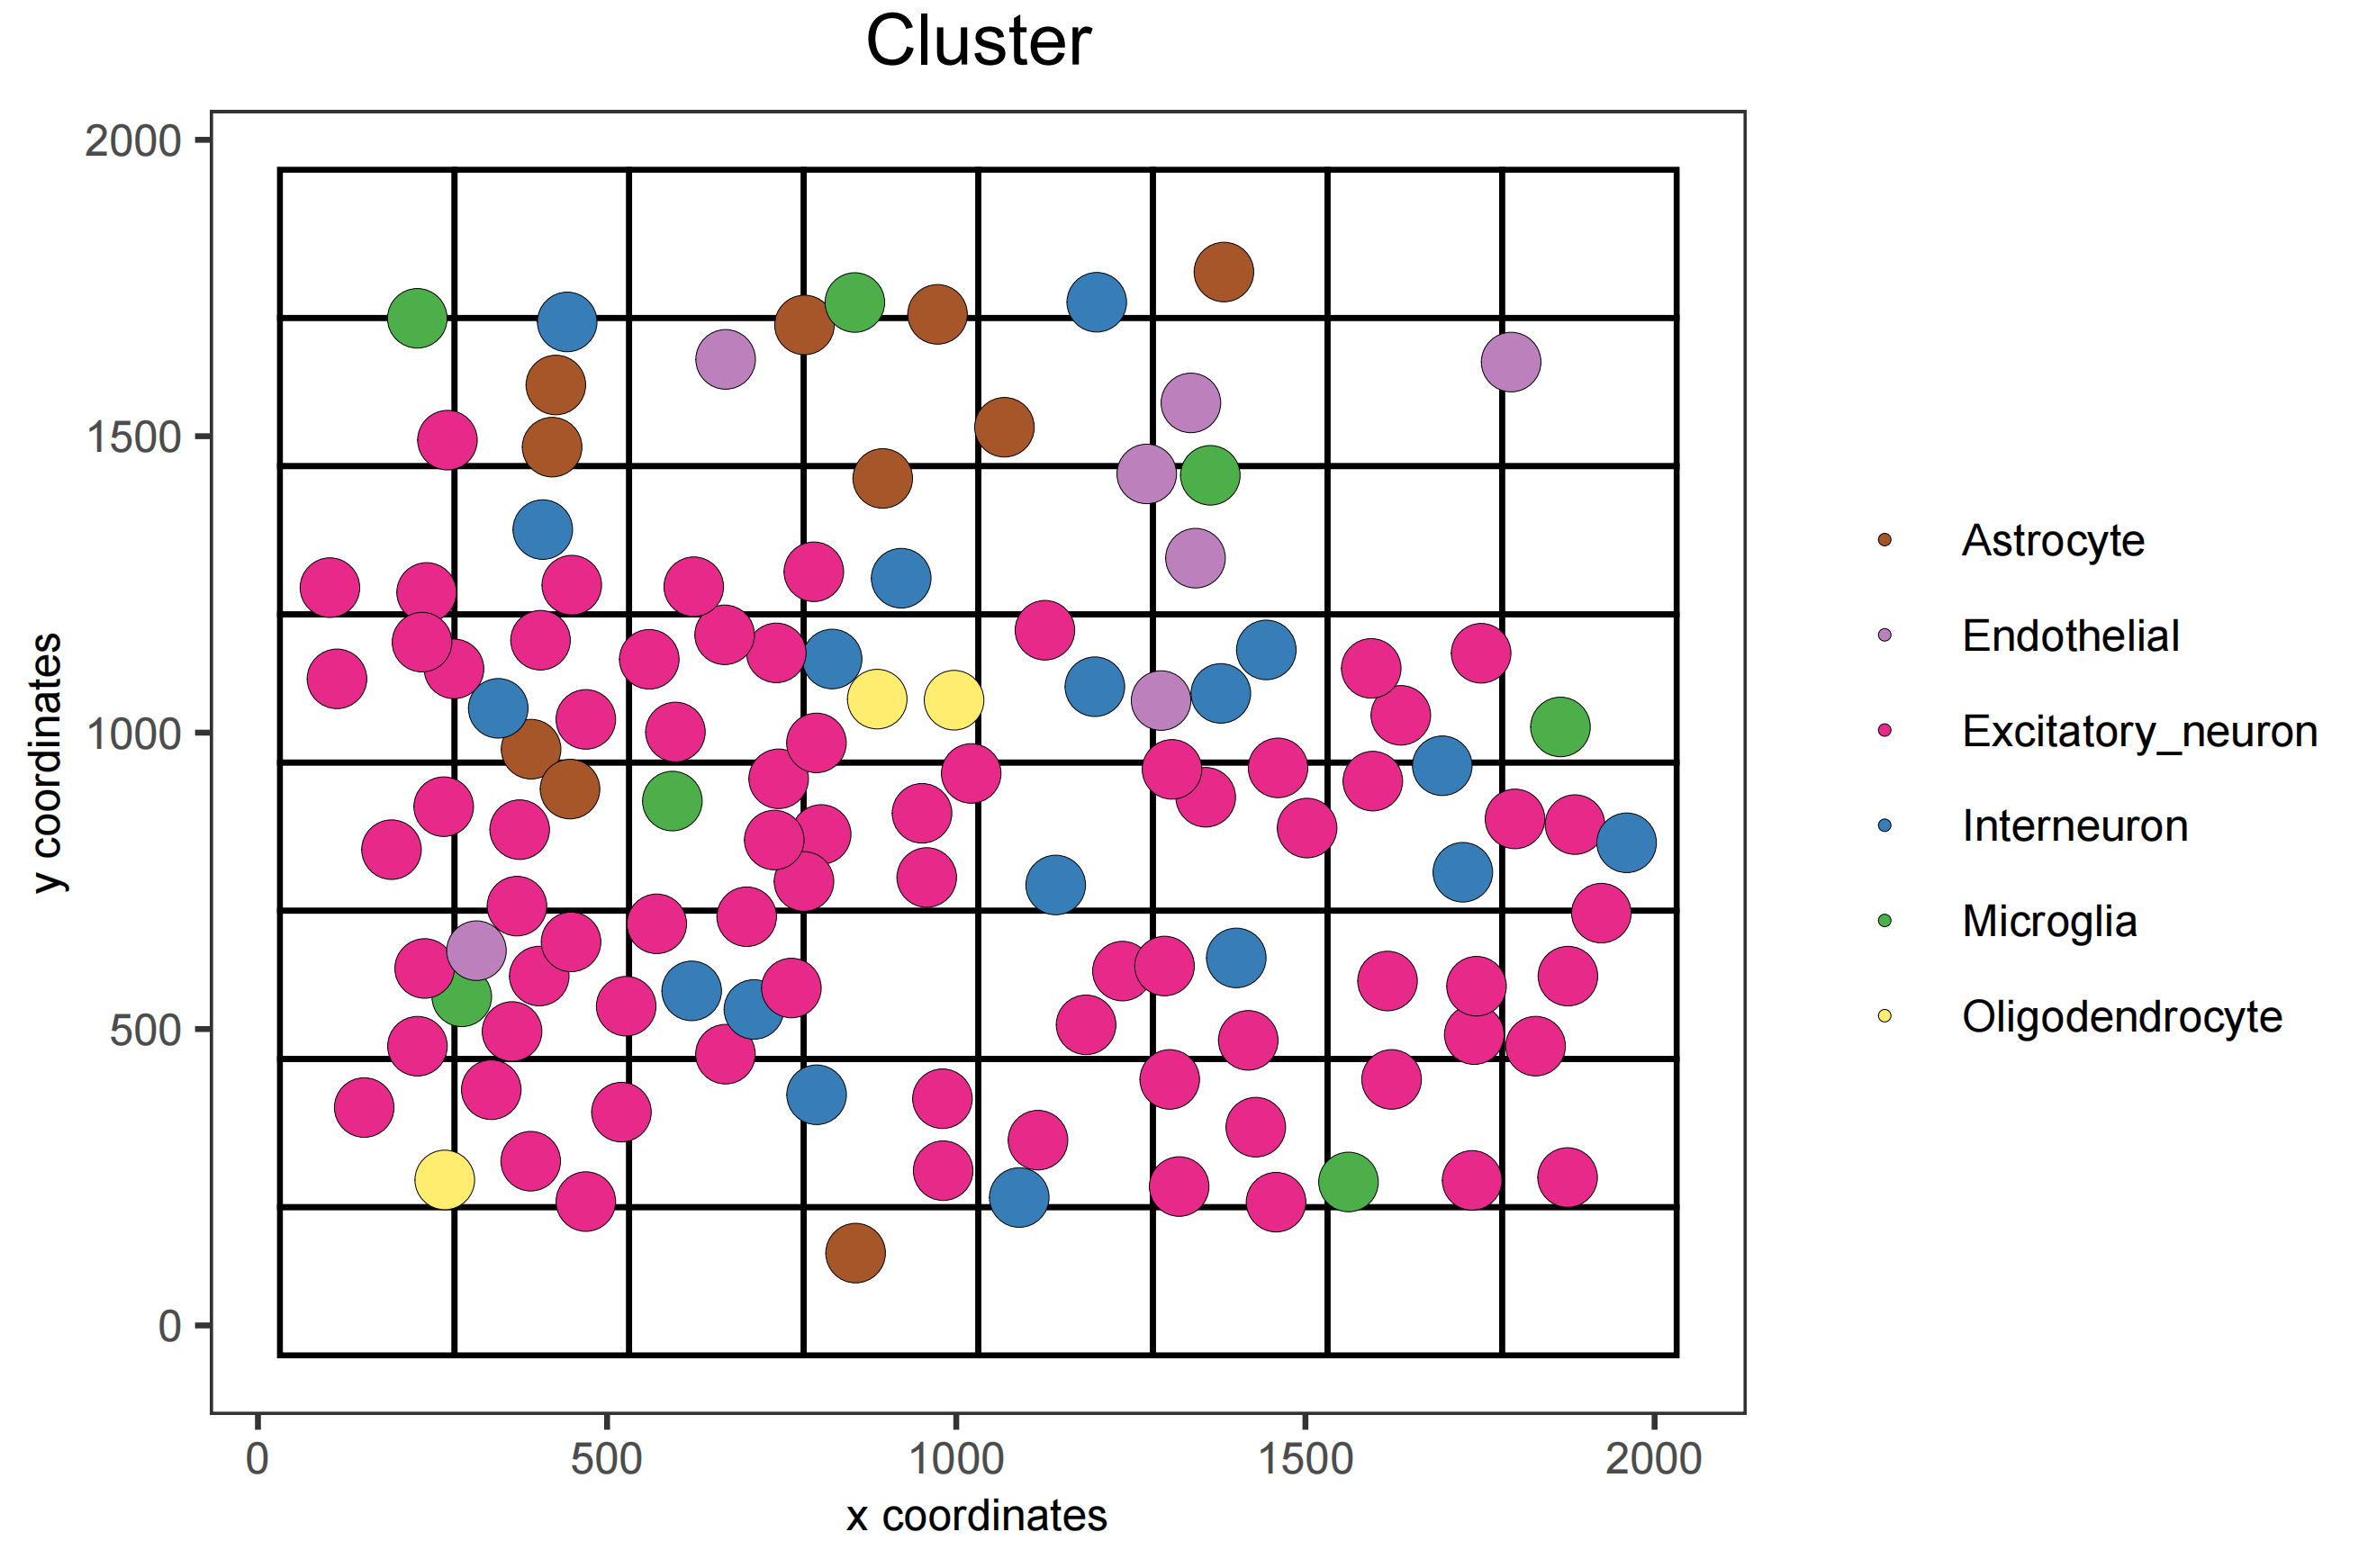 Cluster
2000
1500
1000
500
0
y coordinates
0
500
1000
1500
2000
x coordinates
Astrocyte
Endothelial
Excitatory_neuron
Interneuron
Microglia
Oligodendrocyte